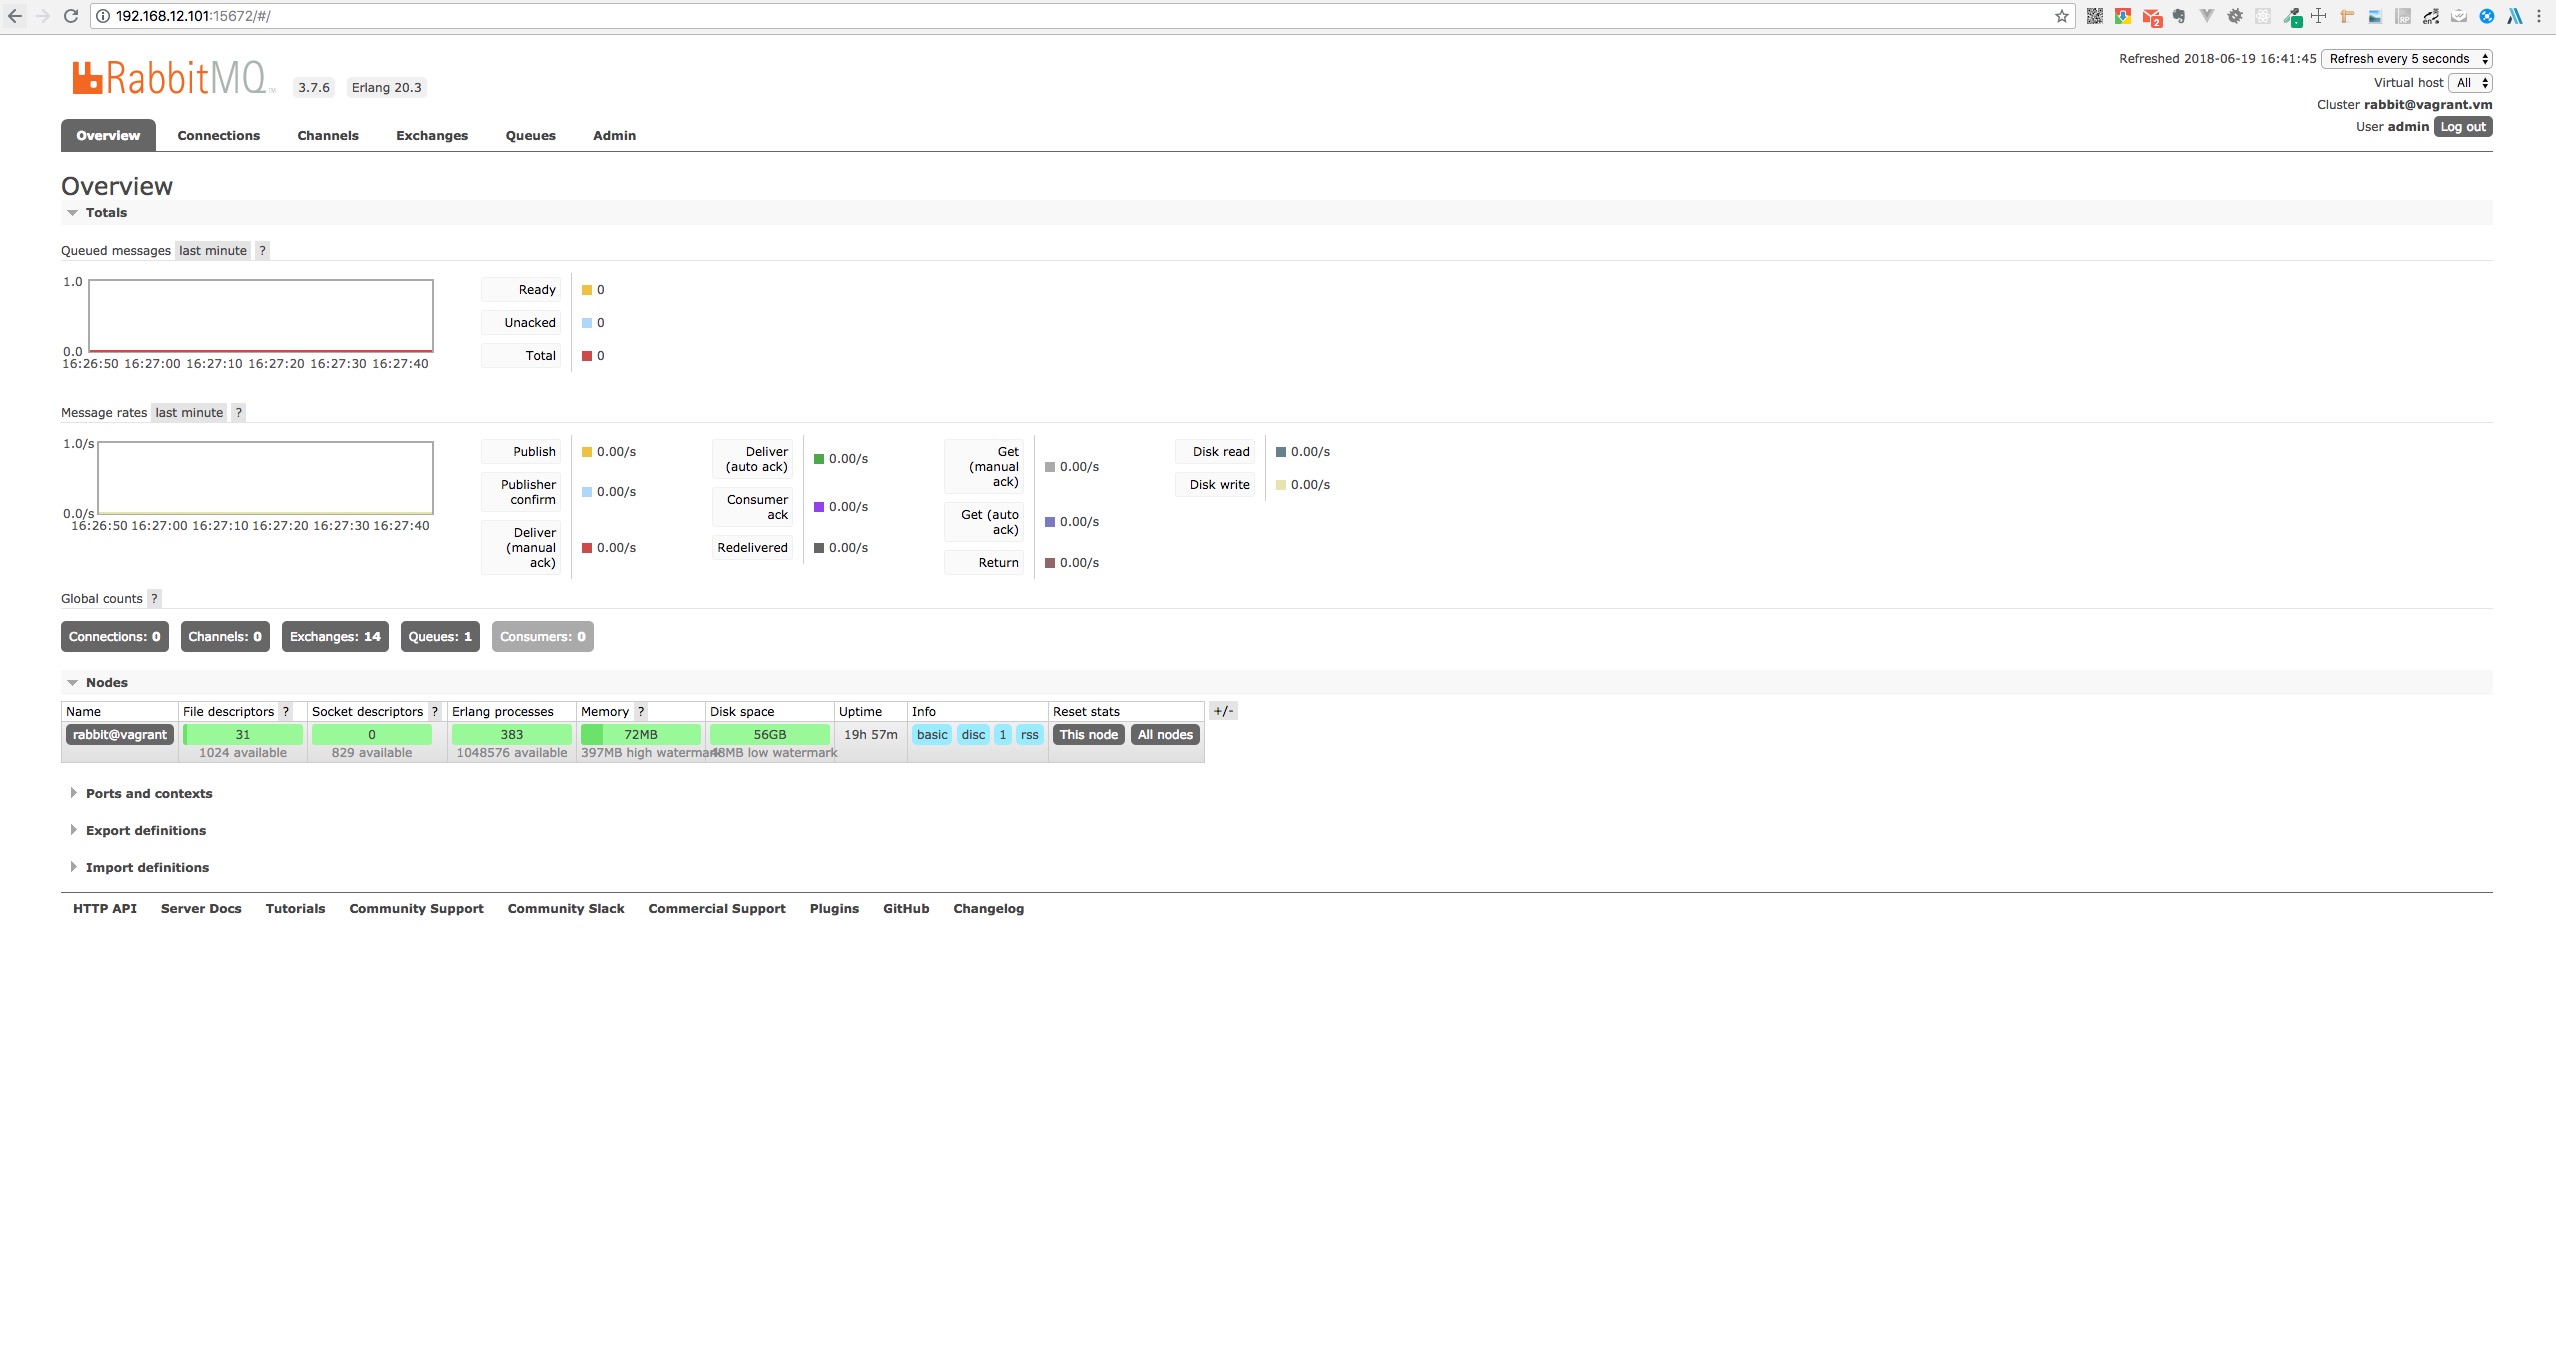 192.168.12.101:15672/#/
2
RabbitMQ TM 3.7.6 Erlang 20.3
Refreshed 2018-06-19 16:41:45 Refresh every 5 seconds
Virtual host All
Cluster rabbit@vagrant.vm
User admin Log out
Overview Connections Channels Exchanges Queues Admin
Overview
Totals
Queued messages last minute ?
1.0
0.0
16:26:50 16:27:00 16:27:10 16:27:20 16:27:30 16:27:40
Ready 0
Unacked 0
Total 0
Message rates last minute ?
1.0/s
0.0/s
16:26:50 16:27:00 16:27:10 16:27:20 16:27:30 16:27:40
Publish 0.00/s
Publisher
confirm 0.00/s
Deliver
(manual 0.00/s
ack)
Deliver
(auto ack) 0.00/s
Consumer
ack 0.00/s
Redelivered 0.00/s
Get
(manual 0.00/s
ack)
Get (auto
ack) 0.00/s
Return 0.00/s
Disk read 0.00/s
Disk write 0.00/s
Global counts ?
Connections: 0 Channels: 0 Exchanges: 14 Queues: 1 Consumers: 0
Nodes
Name File descriptors ? Socket descriptors ? Erlang processes Memory ? Disk space Uptime Info Reset stats +/-
rabbit@vagrant 31 0 383 72MB 56GB 19h 57m basic disc 1 rss This node All nodes
1024 available 829 available 1048576 available 397MB high watermark 48MB low watermark
Ports and contexts
Export definitions
Import definitions
HTTP API Server Docs Tutorials Community Support Community Slack Commercial Support Plugins GitHub Changelog